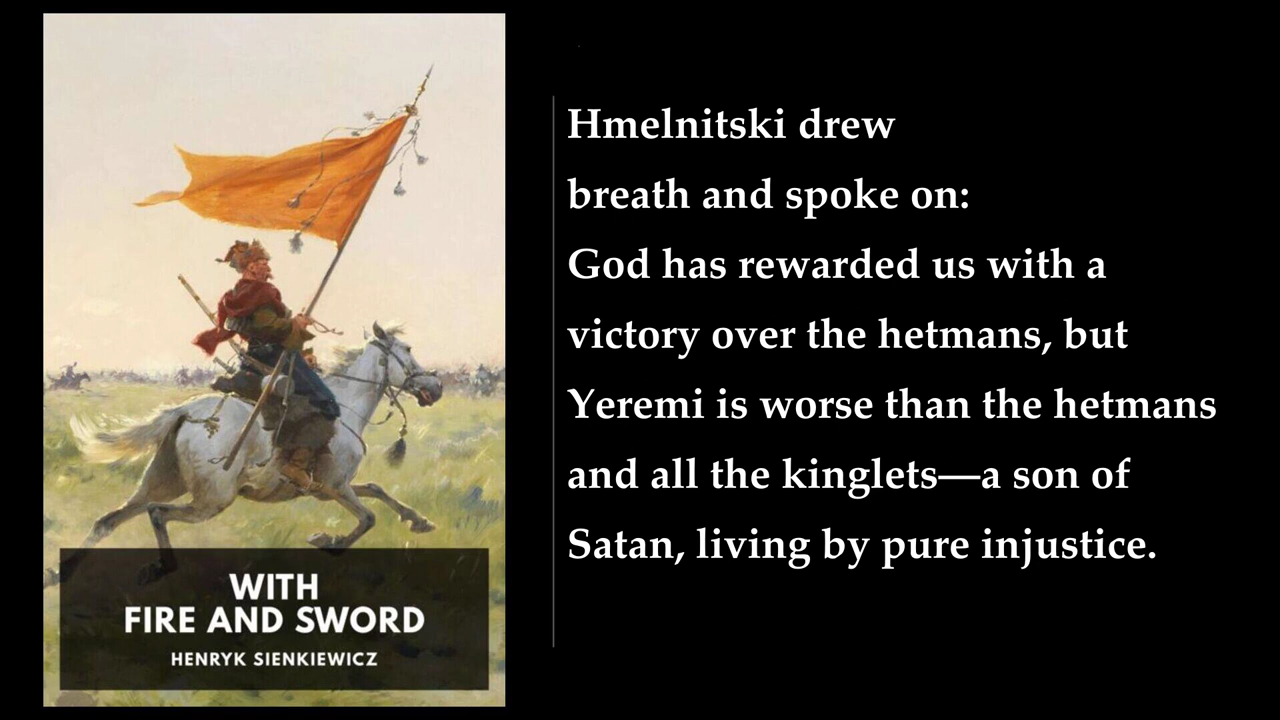 WITH
FIRE AND SWORD
HENRYK SIENKIEWICZ
Hmelnitski drew
breath and spoke on:
God has rewarded us with a
victory over the hetmans, but
Yeremi is worse than the hetmans
and all the kinglets—a son of
Satan, living by pure injustice.